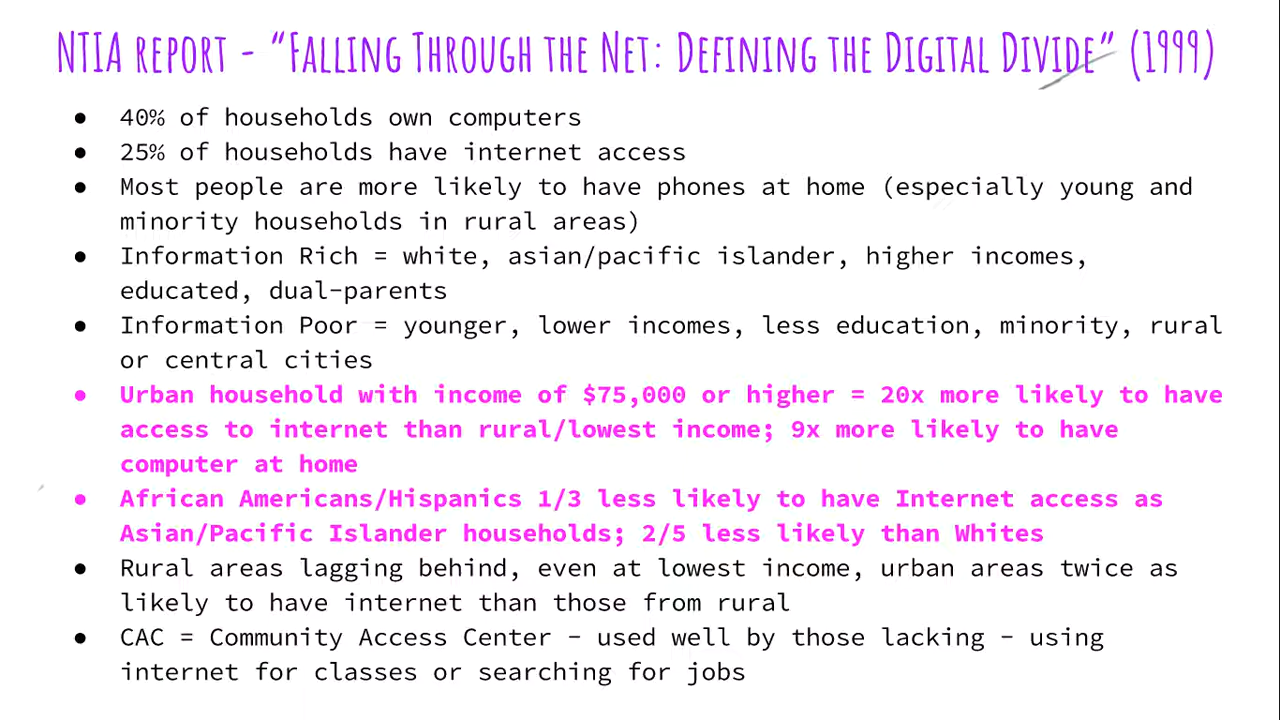 NTIA REPORT - "FALLING THROUGH THE NET: DEFINING THE DIGITAL DIVIDE" (1999)
● 40% of households own computers
● 25% of households have internet access
● Most people are more likely to have phones at home (especially young and
minority households in rural areas)
● Information Rich = white, asian/pacific islander, higher incomes,
educated, dual-parents
● Information Poor = younger, lower incomes, less education, minority, rural
or central cities
● Urban household with income of $75,000 or higher = 20x more likely to have
access to internet than rural/lowest income; 9x more likely to have
computer at home
● African Americans/Hispanics 1/3 less likely to have Internet access as
Asian/Pacific Islander households; 2/5 less likely than Whites
● Rural areas lagging behind, even at lowest income, urban areas twice as
likely to have internet than those from rural
● CAC = Community Access Center - used well by those lacking - using
internet for classes or searching for jobs